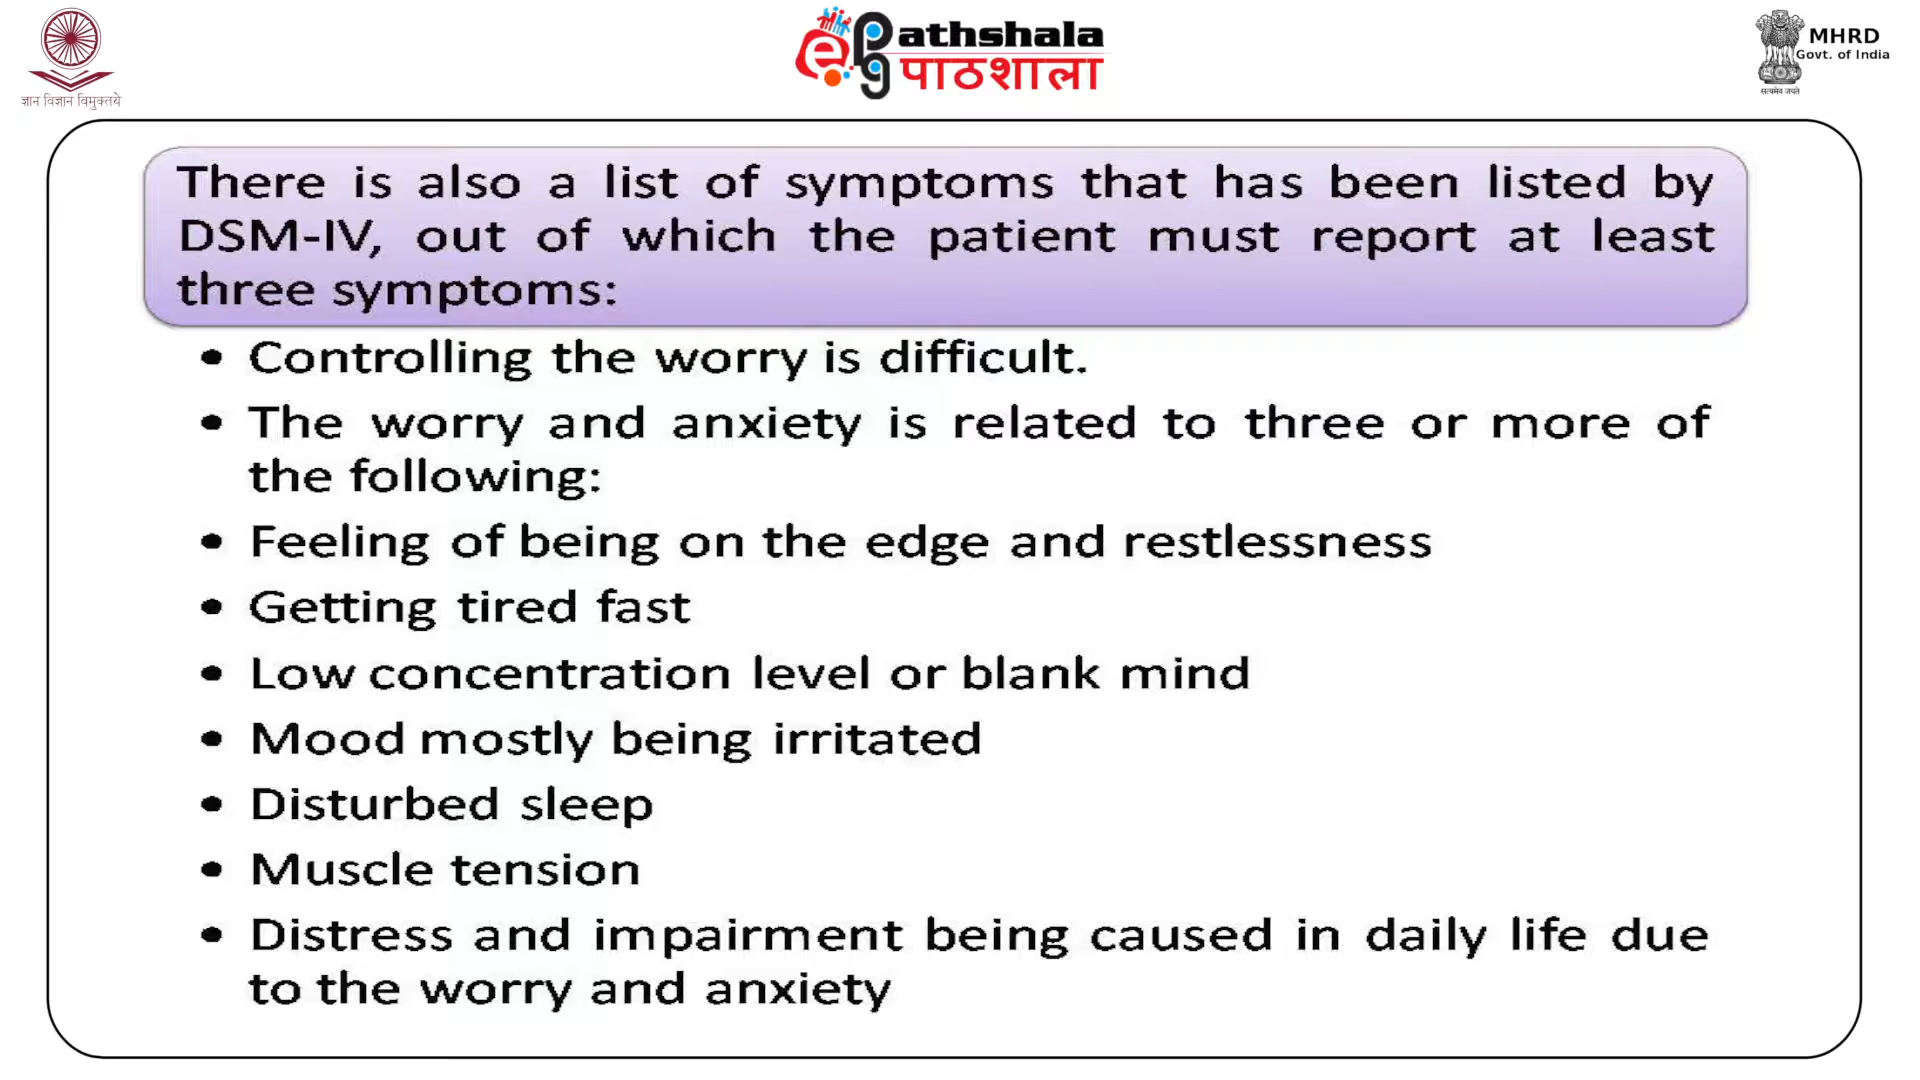 ज्ञान विज्ञान विमुक्तये
ePg athshala
पाठशाला
MHRD
Govt. of India
सत्यमेव जयते
There is also a list of symptoms that has been listed by
DSM-IV, out of which the patient must report at least
three symptoms:
• Controlling the worry is difficult.
• The worry and anxiety is related to three or more of
the following:
• Feeling of being on the edge and restlessness
• Getting tired fast
• Low concentration level or blank mind
• Mood mostly being irritated
• Disturbed sleep
• Muscle tension
• Distress and impairment being caused in daily life due
to the worry and anxiety